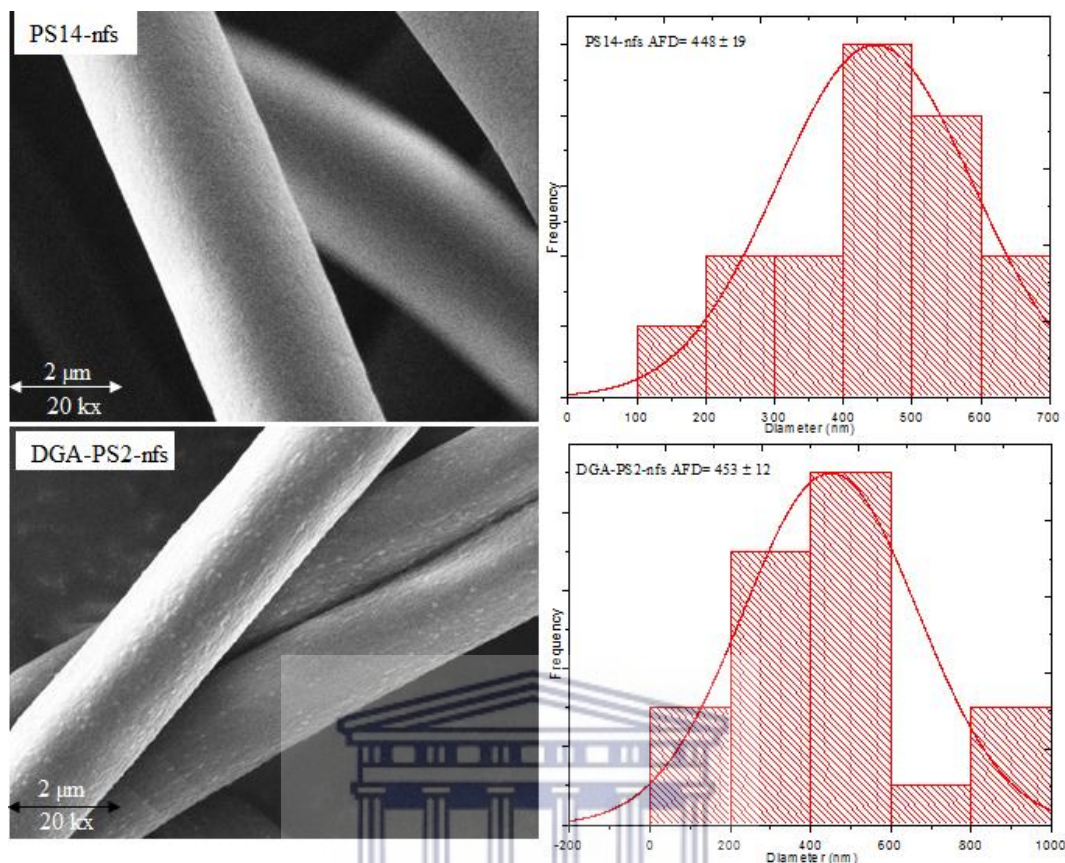 PS14-nfs
2 μm
20 kx
PS14-nfs AFD= 448 ± 19
Frequency
0 100 200 300 400 500 600 700
Diameter (nm)
DGA-PS2-nfs
2 μm
20 kx
DGA-PS2-nfs AFD= 453 ± 12
Frequency
-200 0 200 400 600 800 1000
Diameter (nm)